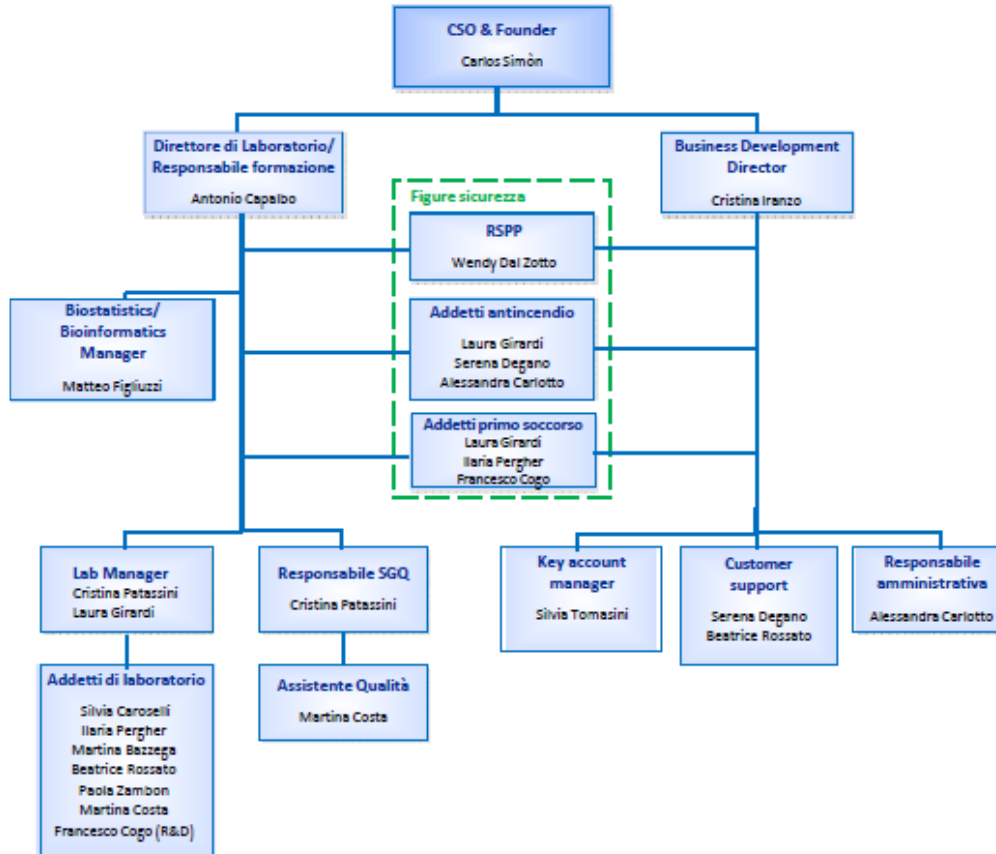 CSO & Founder
Carlos Simòn
Direttore di Laboratorio/
Responsabile formazione
Antonio Capalbo
Business Development
Director
Cristina Iranzo
Figure sicurezza
RSPP
Wendy Dal Zotto
Addetti antincendio
Laura Girardi
Serena Degano
Alessandra Carlotto
Addetti primo soccorso
Laura Girardi
Ilaria Pergher
Francesco Cogo
Biostatistics/
Bioinformatics
Manager
Matteo Figliuzzi
Lab Manager
Cristina Patassini
Laura Girardi
Responsabile SGQ
Cristina Patassini
Key account
manager
Silvia Tomasini
Customer
support
Serena Degano
Beatrice Rossato
Responsabile
amministrativa
Alessandra Carlotto
Addetti di laboratorio
Silvia Caroselli
Ilaria Pergher
Martina Bazzega
Beatrice Rossato
Paola Zambon
Martina Costa
Francesco Cogo (R&D)
Assistente Qualità
Martina Costa